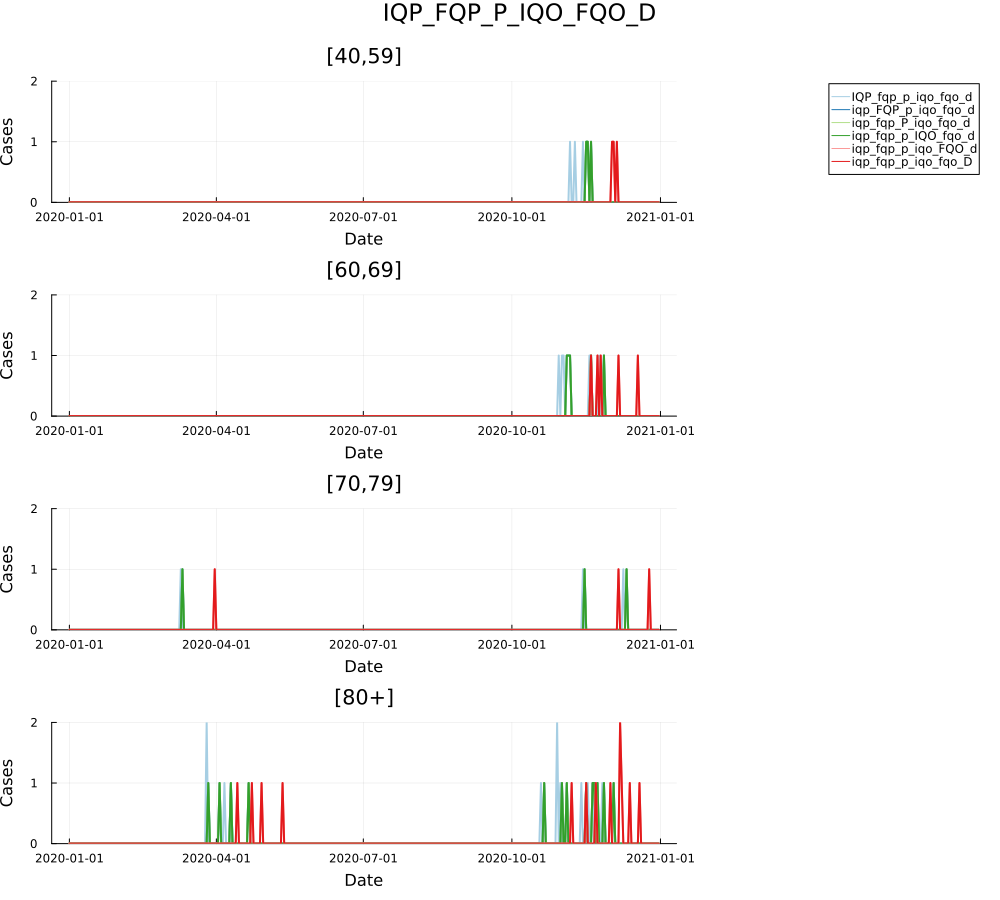 IQP_FQP_P_IQO_FQO_D
[40,59]
2
1
0
Cases
2020-01-01 2020-04-01 2020-07-01 2020-10-01 2021-01-01
Date
IQP_fqp_p_iqo_fqo_d
iqp_FQP_p_iqo_fqo_d
iqp_fqp_P_iqo_fqo_d
iqp_fqp_p_IQO_fqo_d
iqp_fqp_p_iqo_FQO_d
iqp_fqp_p_iqo_fqo_D
[60,69]
2
1
0
Cases
2020-01-01 2020-04-01 2020-07-01 2020-10-01 2021-01-01
Date
[70,79]
2
1
0
Cases
2020-01-01 2020-04-01 2020-07-01 2020-10-01 2021-01-01
Date
[80+]
2
1
0
Cases
2020-01-01 2020-04-01 2020-07-01 2020-10-01 2021-01-01
Date